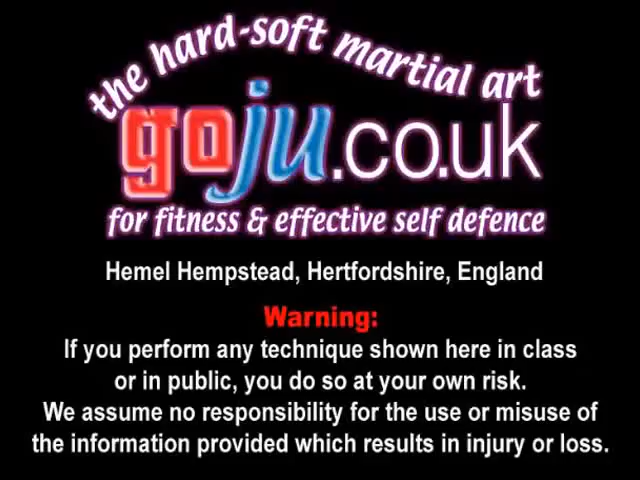 the hard-soft martial art
goju.co.uk
for fitness & effective self defence
Hemel Hempstead, Hertfordshire, England
Warning:
If you perform any technique shown here in class
or in public, you do so at your own risk.
We assume no responsibility for the use or misuse of
the information provided which results in injury or loss.